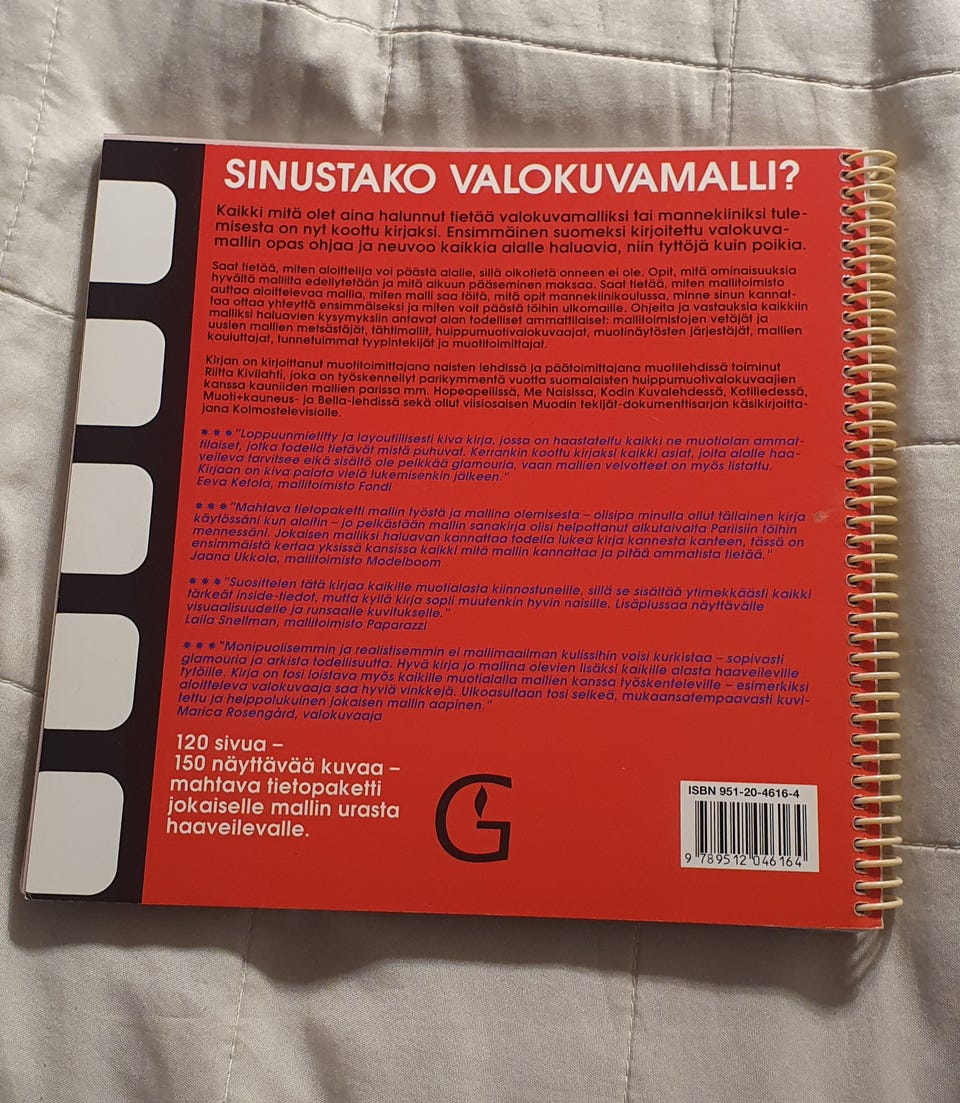 SINUSTAKO VALOKUVAMALLI?
Kaikki mitä olet aina halunnut tietää valokuvamalliksi tai mannekiiniksi tule-
misesta on nyt koottu kirjaksi. Ensimmäinen suomeksi kirjoitettu valokuva-
mallin opas ohjaa ja neuvoo kaikkia alalle haluavia, niin tyttöjä kuin poikia.
Saat tietää, miten aloittelija voi päästä alalle, sillä oikotietä onneen ei ole. Opit, mitä ominaisuuksia
hyvältä malliita edellytetään ja mitä alkuun pääseminen maksaa. Saat tietää, miten mallitoimisto
auttaa aloittelevaa mallia, miten malli saa töitä, mitä opit mannekiinikoulussa, minne sinun kannat-
taa ottaa yhteyttä ensimmäiseksi ja miten voit päästä töihin ulkomaille. Ohjeita ja vastauksia kaikkiin
malliksi haluavien kysymyksiin antavat alan todelliset ammattilaiset: mallitoimistojen vetäjät ja
uusien mallien metsästäjät, tähtimallit, huippumuotivalokuvaajat, muotinäytösten järjestäjät, mallien
kouluttajat, tunnetuimmat tyypintekijät ja muotitoimittajat.
Kirjan on kirjoittanut muotitoimittajana naisten lehdissä ja päätoimittajana muotilehdissä toiminut
Riitta Kivilahti, joka on työskennellyt parikymmentä vuotta suomalaisten huippumuotivalokuvaajien
kanssa kauniiden mallien parissa mm. Hopeapeilissä, Me Naisissa, Kodin Kuvalehdessä, Kotiliedessä,
Muoti+kauneus- ja Bella-lehdissä sekä ollut viisiosaisen Muodin tekijät-dokumenttisarjan käsikirjoitta-
jana Kolmostelevisiolle.
✷✷✷"Loppuunmietitty ja layoutillisesti kiva kirja, jossa on haastateltu kaikki ne muotialan ammat-
tilaiset, jotka todella tietävät mistä puhuvat. Kerrankin koottu kirjaksi kaikki asiat, joita alalle haa-
veileva tarvitsee eikä sisältö ole pelkkää glamouria, vaan mallien velvotteet on myös listattu.
Kirjaan on kiva palata vielä lukemisenkin jälkeen."
Eeva Ketola, mallitoimisto Fondi
✷✷✷"Mahtava tietopaketti mallin työstä ja mallina olemisesta – olisipa minulla ollut tällainen kirja
käytössäni kun aloitin – jo pelkästään mallin sanakirja olisi helpottanut alkutaivalta Pariisiin töihin
mennessäni. Jokaisen malliksi haluavan kannattaa todella lukea kirja kannesta kanteen, tässä on
ensimmäistä kertaa yksissä kansissa kaikki mitä mallin kannattaa ja pitää ammatista tietää."
Jaana Ukkola, mallitoimisto Modelboom
✷✷✷"Suosittelen tätä kirjaa kaikille muotialasta kiinnostuneille, sillä se sisältää ytimekkäästi kaikki
tärkeät inside-tiedot, mutta kyllä kirja sopii muutenkin hyvin naisille. Lisäplussaa näyttävälle
visuaalisuudelle ja runsaalle kuvitukselle."
Laila Snellman, mallitoimisto Paparazzi
✷✷✷"Monipuolisemmin ja realistisemmin ei mallimaailman kulissihin voisi kurkistaa – sopivasti
glamouria ja arkista todellisuutta. Hyvä kirja jo mallina olevien lisäksi kaikille alasta haaveileville
tytöille. Kirja on tosi loistava myös kaikille muotialalla mallien kanssa työskenteleville – esimerkiksi
aloitteleva valokuvaaja saa hyviä vinkkejä. Ulkoasultaan tosi selkeä, mukaansatempaavasti kuvi-
tettu ja helppolukuinen jokaisen mallin aapinen."
Marica Rosengård, valokuvaaja
120 sivua –
150 näyttävää kuvaa –
mahtava tietopaketti
jokaiselle mallin urasta
haaveilevalle.
G
ISBN 951-20-4616-4
9 789512 046164